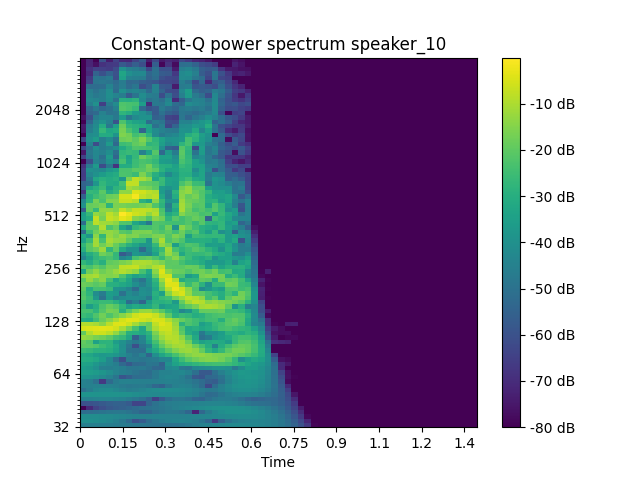 Constant-Q power spectrum speaker_10
Hz
2048
1024
512
256
128
64
32
0 0.15 0.3 0.45 0.6 0.75 0.9 1.1 1.2 1.4
Time
-10 dB
-20 dB
-30 dB
-40 dB
-50 dB
-60 dB
-70 dB
-80 dB